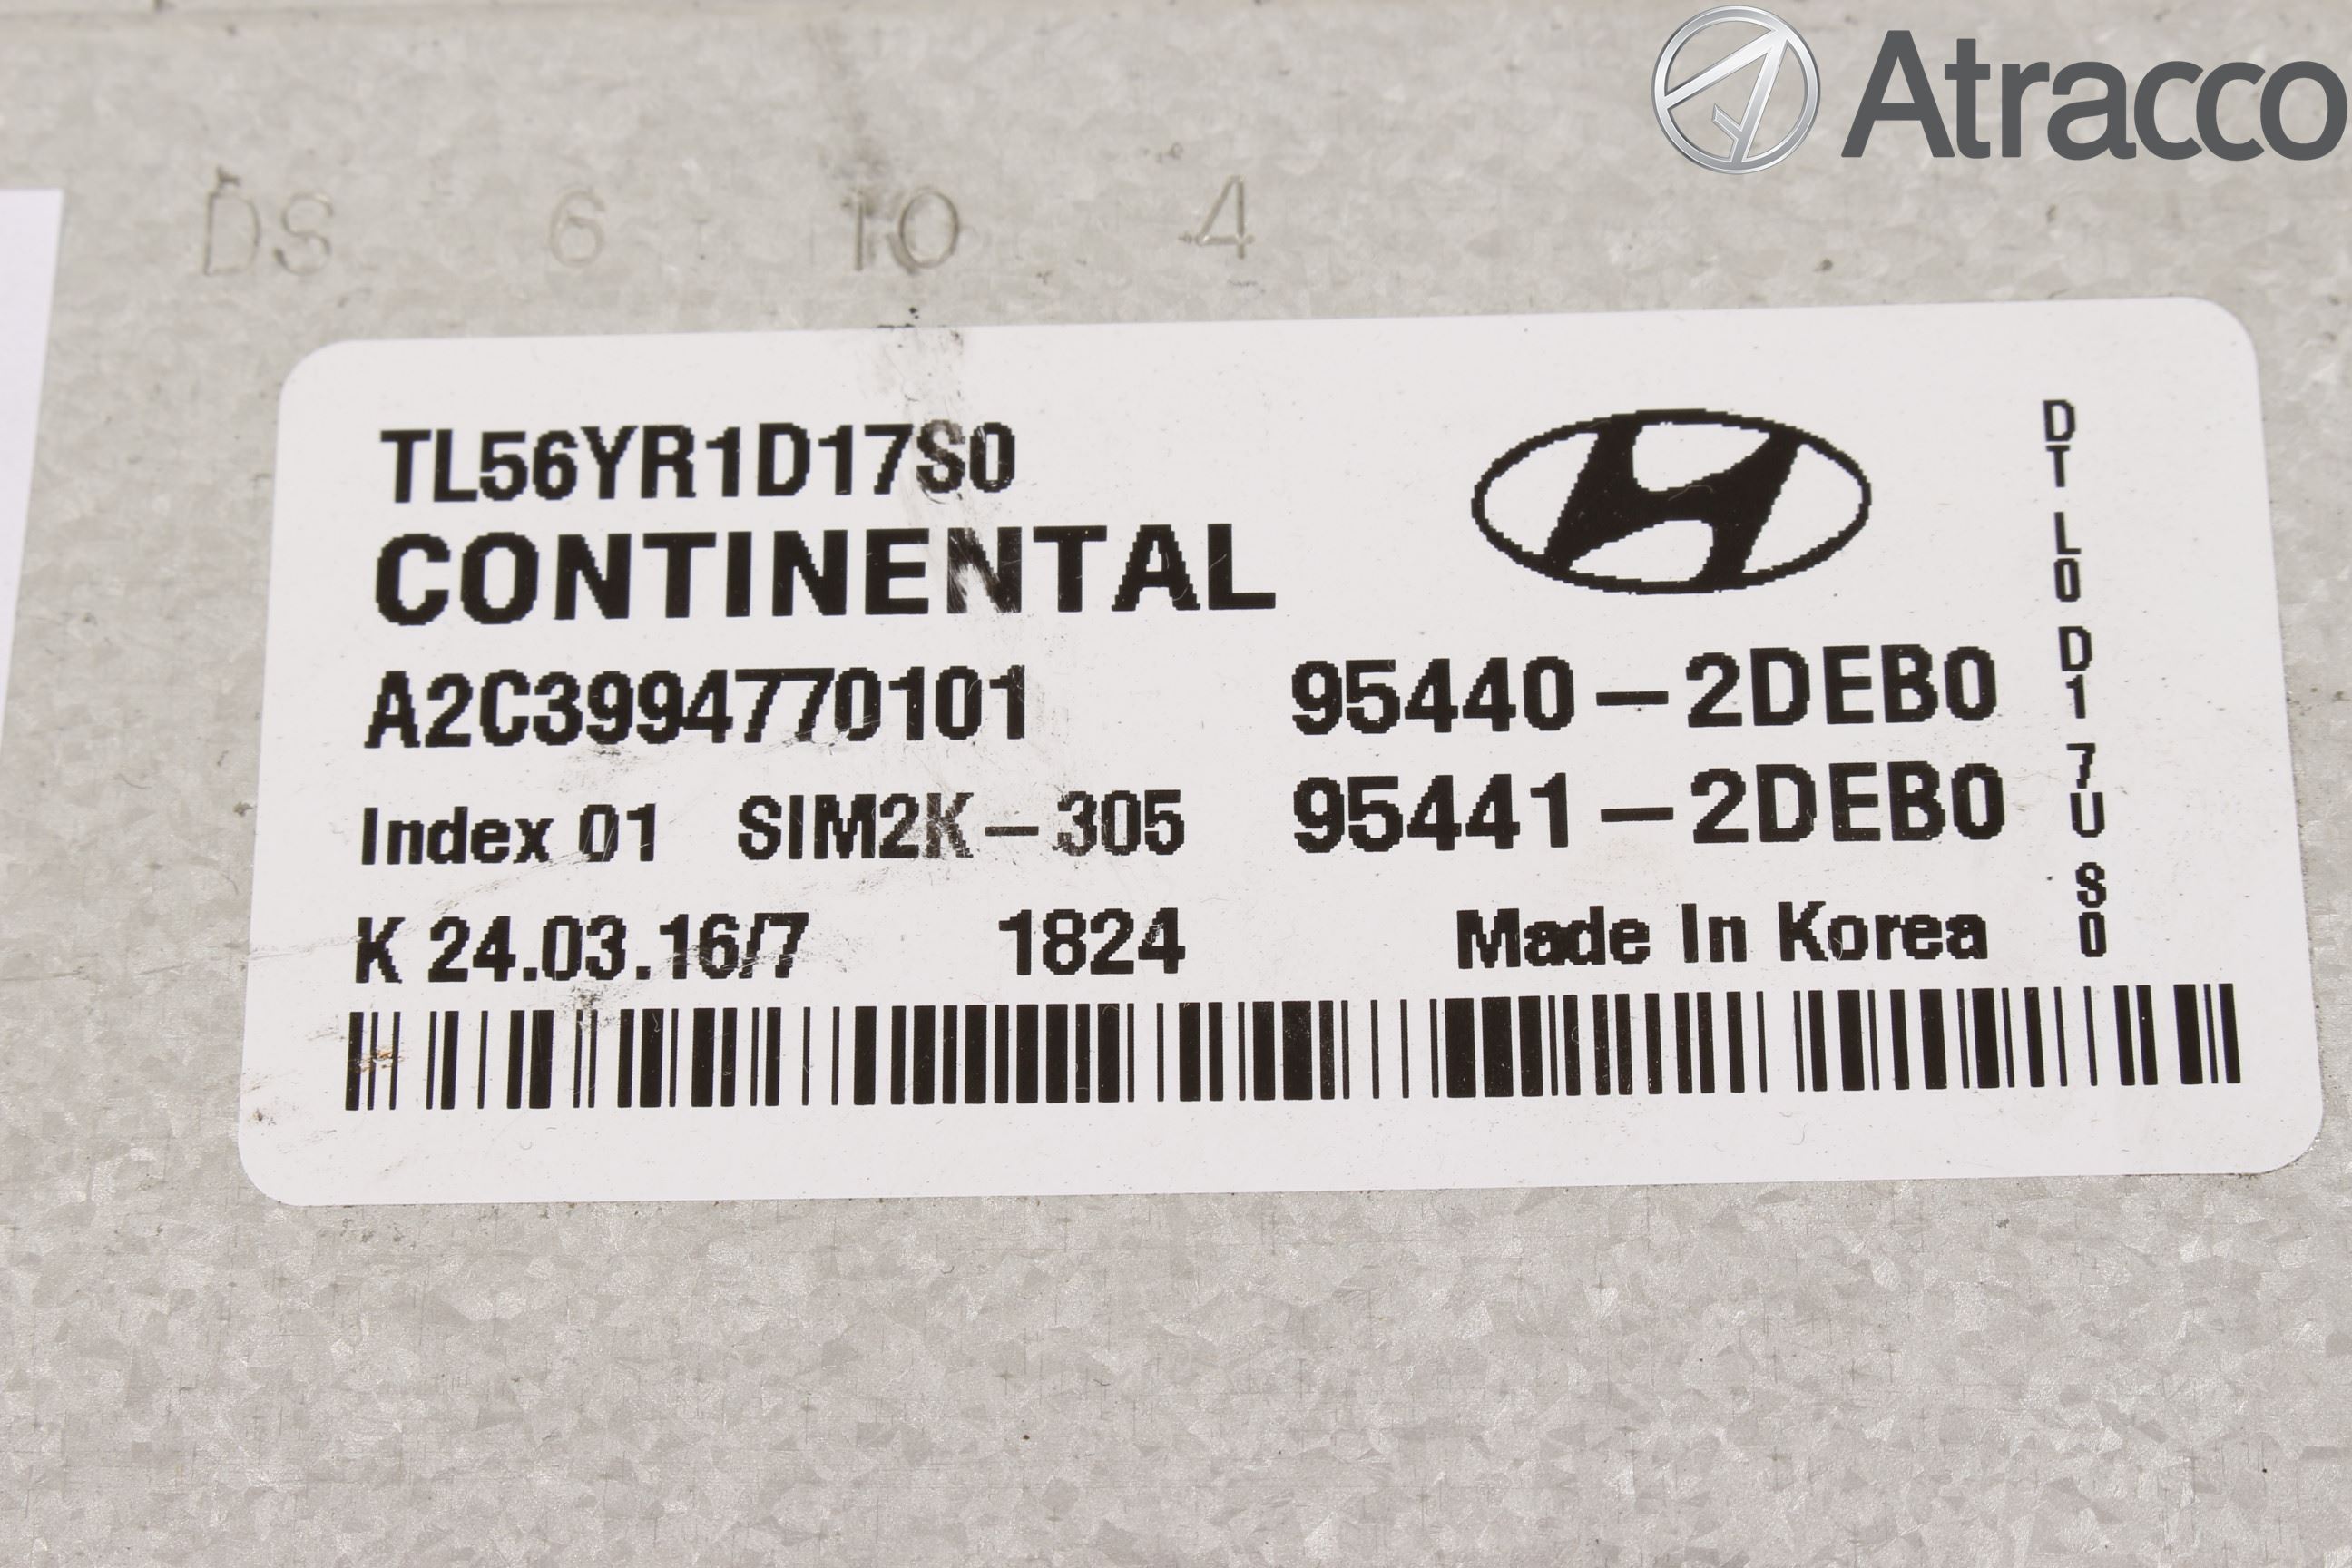 Atracco
DS 6 10 4
TL56YR1D17S0
CONTINENTAL
A2C3994770101 95440-2DEB0
Index 01 SIM2K-305 95441-2DEB0
K 24.03.16/7 1824 Made In Korea
DTL0D17US0